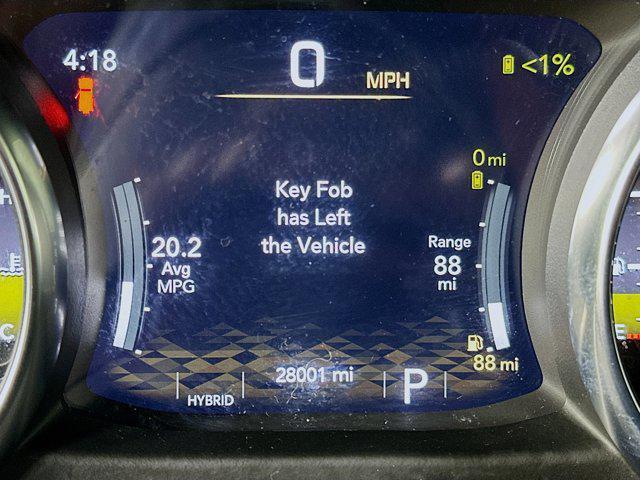 4:18
0 MPH
<1%
0 mi
Key Fob
has Left
the Vehicle
20.2
Avg
MPG
Range
88
mi
88 mi
28001 mi
HYBRID
P
H
C
E